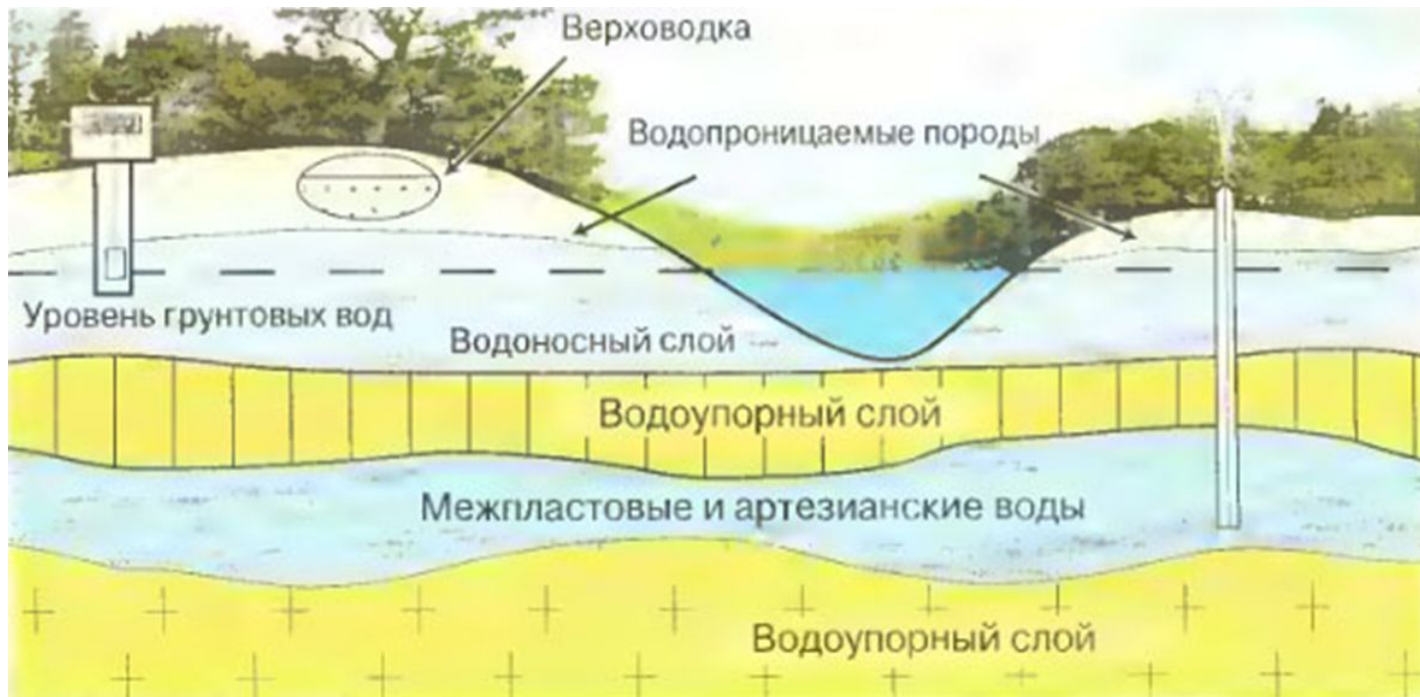 Верховодка
Водопроницаемые породы
Уровень грунтовых вод
Водоносный слой
Водоупорный слой
Межпластовые и артезианские воды
Водоупорный слой